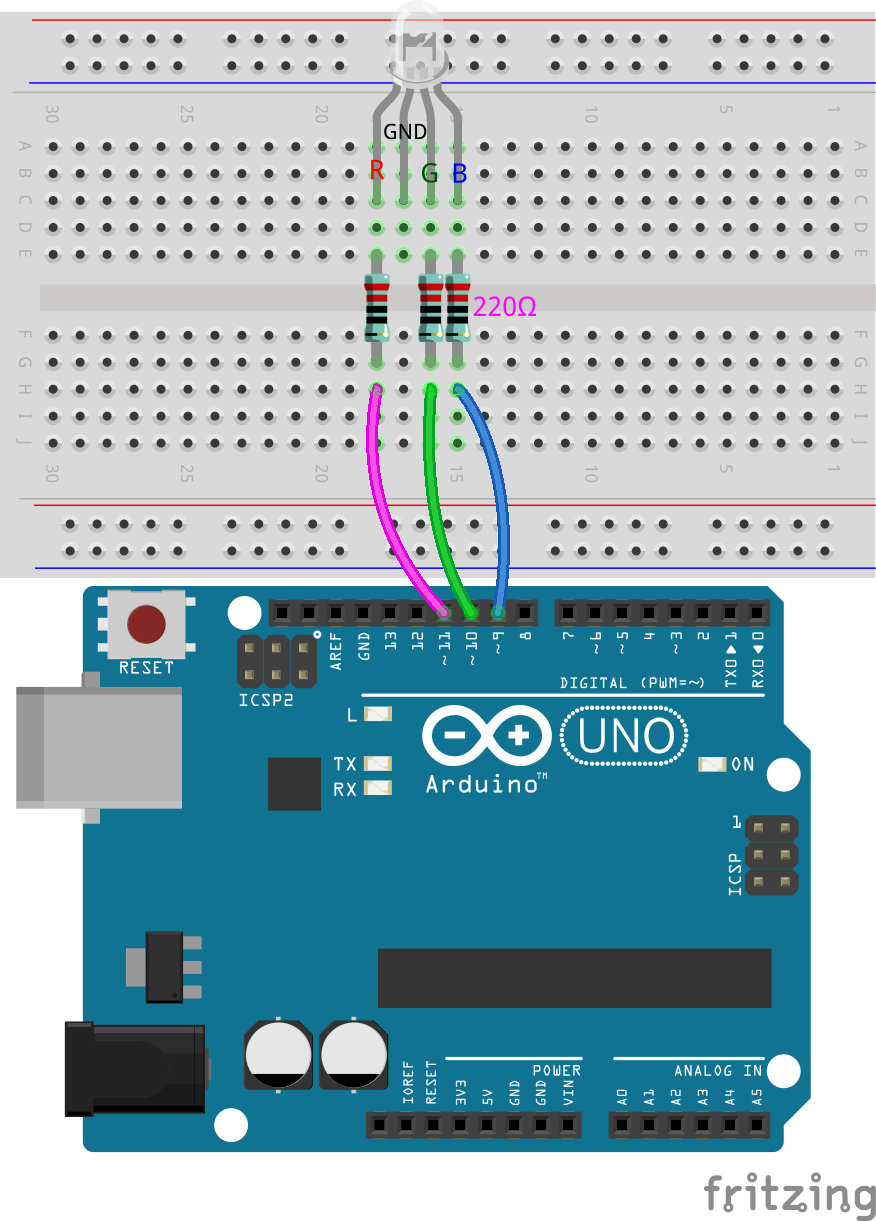 30 25 20 15 10 5 1
GND
A A
B R G B B
C C
D D
E E
220Ω
F F
G G
H H
I I
J J
30 25 20 15 10 5 1
RESET
ICSP2
AREF GND 13 12 ~11 ~10 ~9 8 7 ~6 ~5 4 ~3 2 TX0▶1 RX0◀0
DIGITAL (PWM=~)
L
TX
RX
Arduino™
UNO
ON
1
ICSP
IOREF RESET 3V3 5V GND GND VIN
POWER
ANALOG IN
A0 A1 A2 A3 A4 A5
fritzing